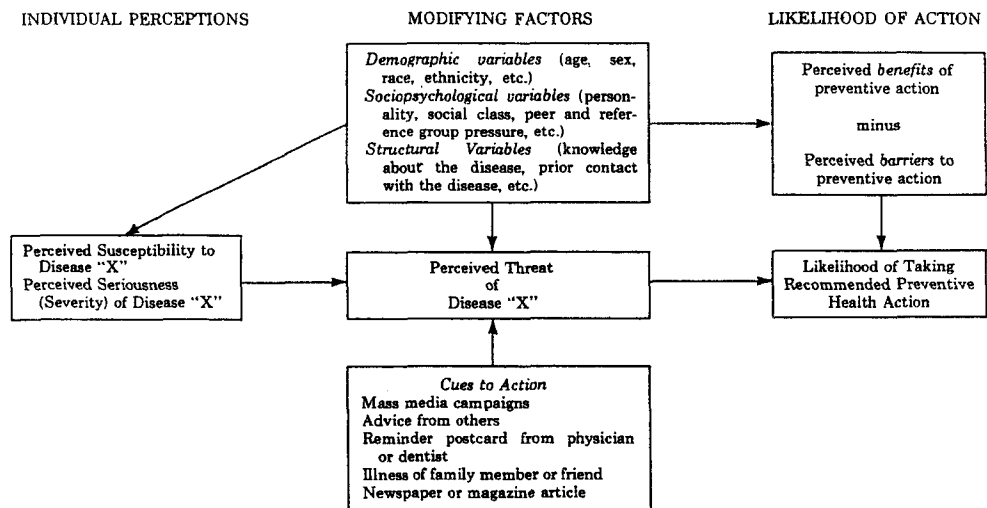 INDIVIDUAL PERCEPTIONS
MODIFYING FACTORS
LIKELIHOOD OF ACTION
Demographic variables (age, sex,
race, ethnicity, etc.)
Sociopsychological variables (person-
ality, social class, peer and refer-
ence group pressure, etc.)
Structural Variables (knowledge
about the disease, prior contact
with the disease, etc.)
Perceived benefits of
preventive action
minus
Perceived barriers to
preventive action
Perceived Susceptibility to
Disease “X”
Perceived Seriousness
(Severity) of Disease “X”
Perceived Threat
of
Disease “X”
Likelihood of Taking
Recommended Preventive
Health Action
Cues to Action
Mass media campaigns
Advice from others
Reminder postcard from physician
or dentist
Illness of family member or friend
Newspaper or magazine article